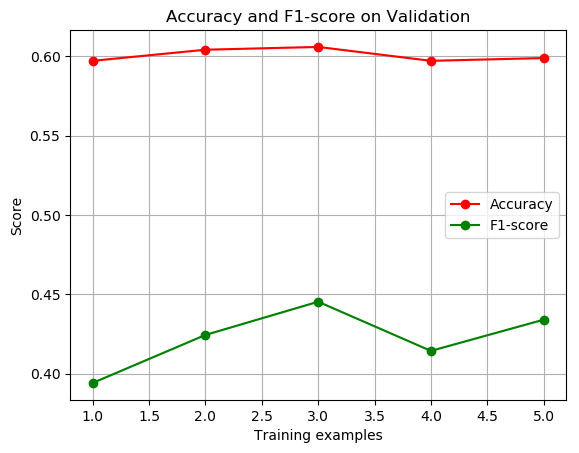 Accuracy and F1-score on Validation
0.60
0.55
0.50
0.45
0.40
Score
Accuracy
F1-score
1.0 1.5 2.0 2.5 3.0 3.5 4.0 4.5 5.0
Training examples